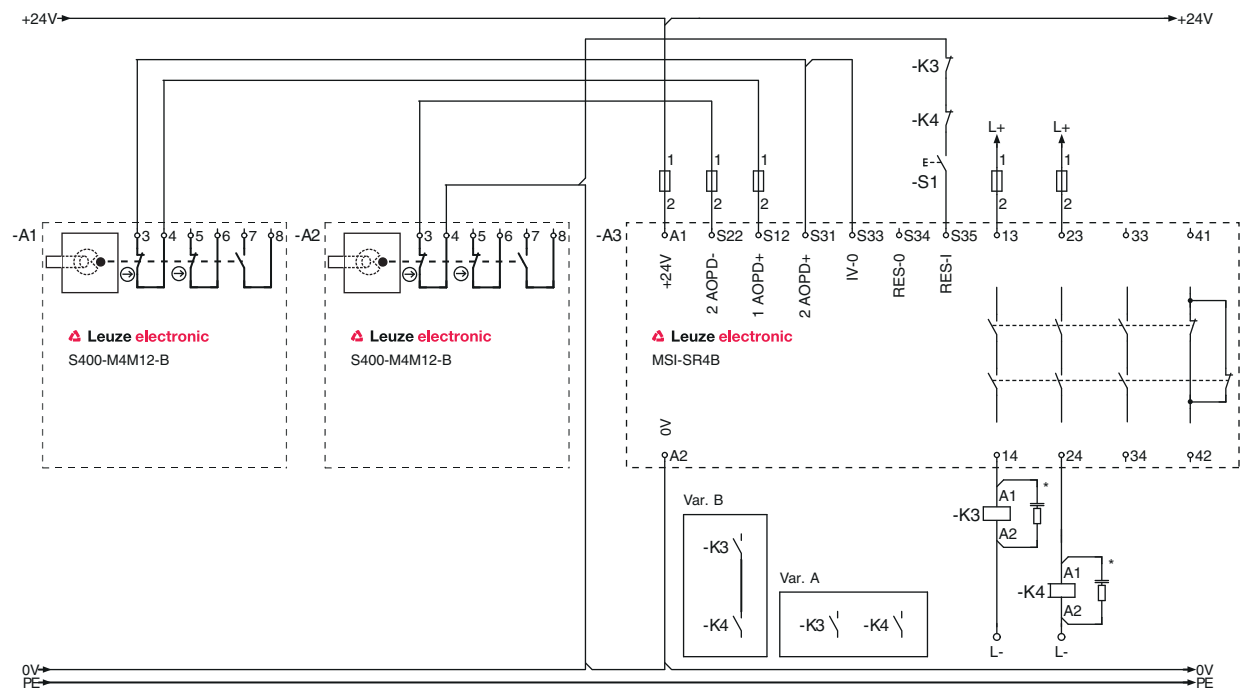 +24V +24V
-K3
-K4
L+ L+
E--
-S1
1 1 1 1 1
2 2 2 2 2
-A1 3 4 5 6 7 8
-A2 3 4 5 6 7 8
-A3 A1 S22 S12 S31 S33 S34 S35 13 23 33 41
+24V
2 AOPD-
1 AOPD+
2 AOPD+
IV-0
RES-0
RES-I
Leuze electronic
S400-M4M12-B
Leuze electronic
S400-M4M12-B
Leuze electronic
MSI-SR4B
0V
A2 14 24 34 42
Var. B
-K3
-K4
Var. A
-K3 -K4
A1 *
-K3
A2
A1 *
-K4
A2
L- L-
0V 0V
PE PE